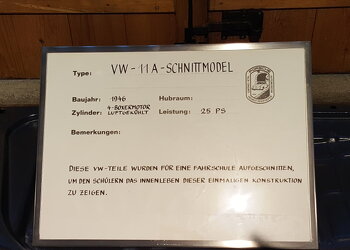 Type: VW - 11A - SCHNITTMODEL
Baujahr: 1946 Hubraum:
Zylinder: 4-BOXERMOTOR LUFTGEKÜHLT Leistung: 25 PS
Bemerkungen:
DIESE VW-TEILE WURDEN FÜR EINE FAHRSCHULE AUFGESCHNITTEN,
UM DEN SCHÜLERN DAS INNENLEBEN DIESER EINMALIGEN KONSTRUKTION
ZU ZEIGEN.